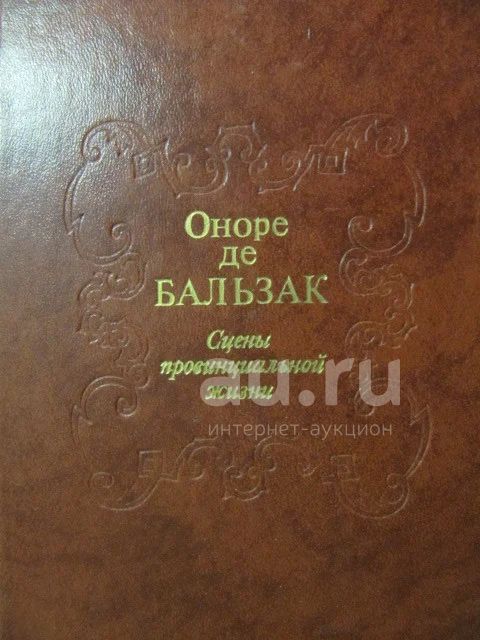 Оноре
де
БАЛЬЗАК
Сцены
провинциальной
жизни
au.ru
интернет-аукцион